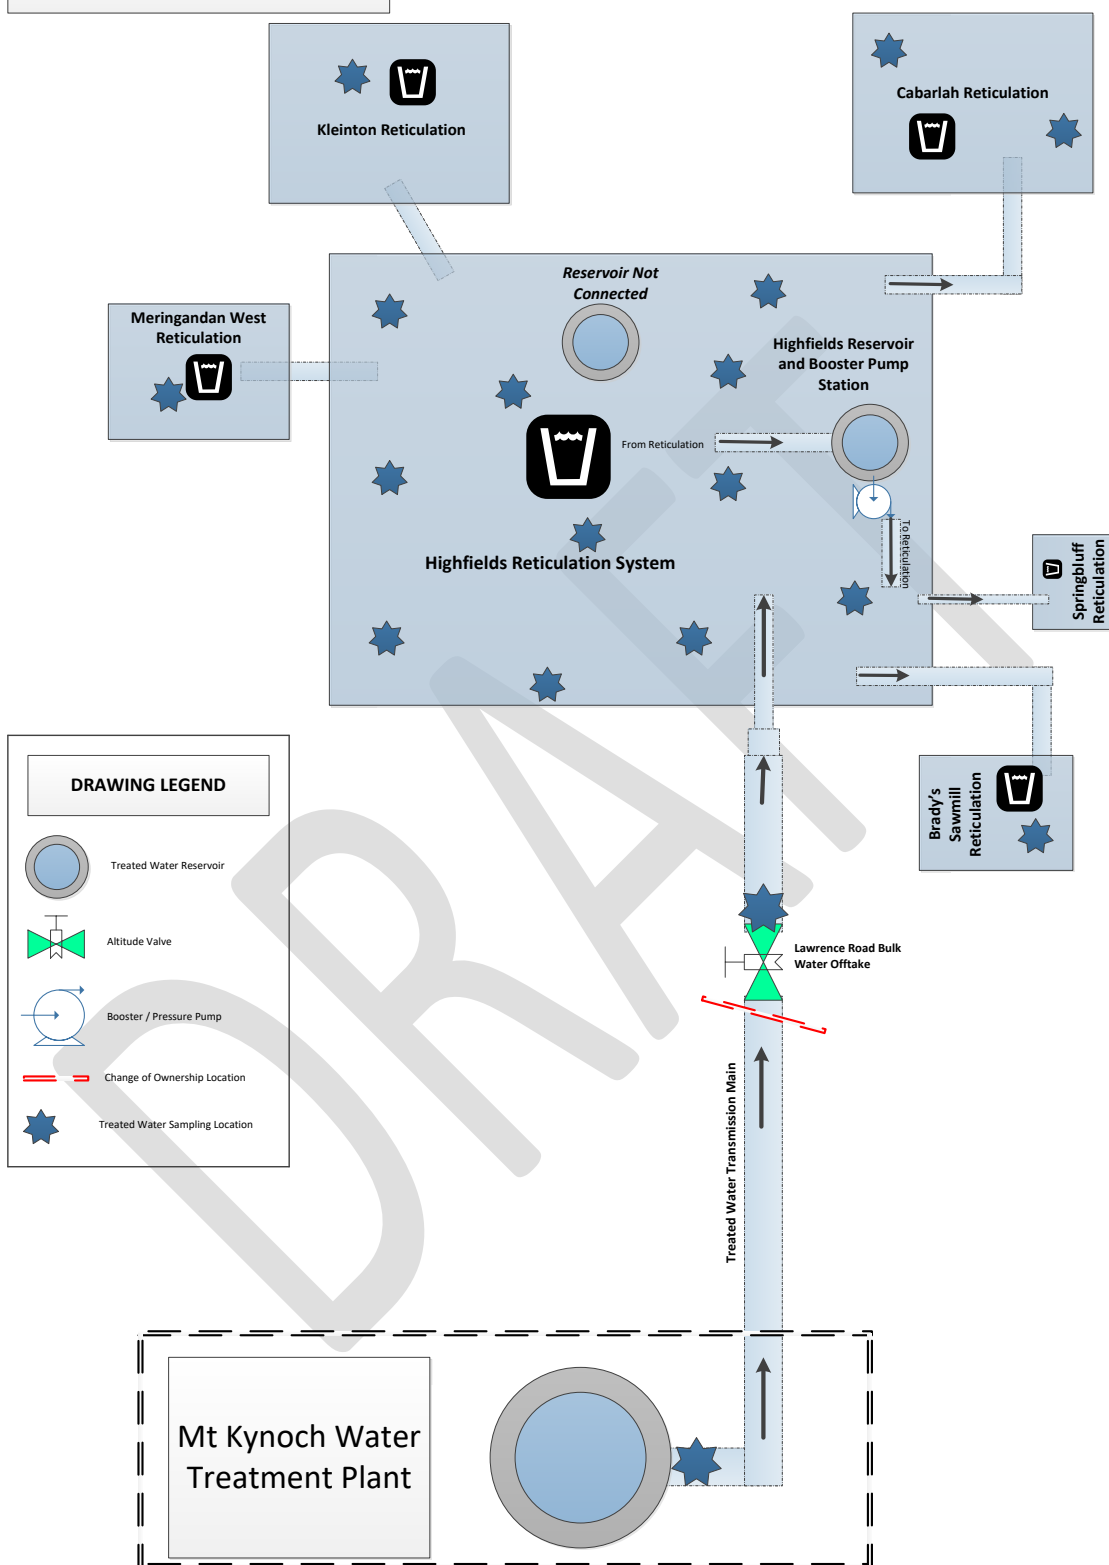 Kleinton Reticulation
Cabarlah Reticulation
Reservoir Not
Connected
Meringandan West
Reticulation
Highfields Reservoir
and Booster Pump
Station
From Reticulation
To Reticulation
Highfields Reticulation System
Springbluff
Reticulation
Brady's
Sawmill
Reticulation
DRAWING LEGEND
Treated Water Reservoir
Altitude Valve
Booster / Pressure Pump
Change of Ownership Location
Treated Water Sampling Location
Lawrence Road Bulk
Water Offtake
Treated Water Transmission Main
Mt Kynoch Water
Treatment Plant
DRAFT